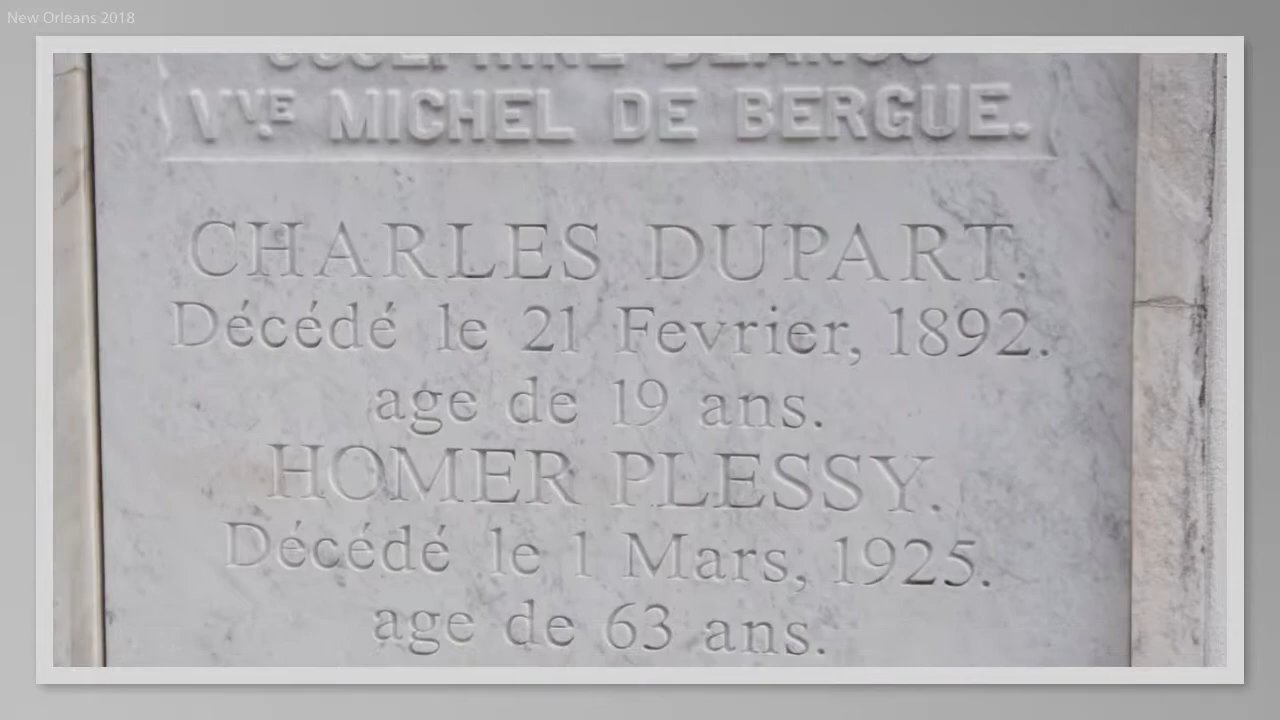 New Orleans 2018
JOSEPHINE
VVE MICHEL DE BERGUE.
CHARLES DUPART.
Décédé le 21 Fevrier, 1892.
age de 19 ans.
HOMER PLESSY.
Décédé le 1 Mars, 1925.
age de 63 ans.